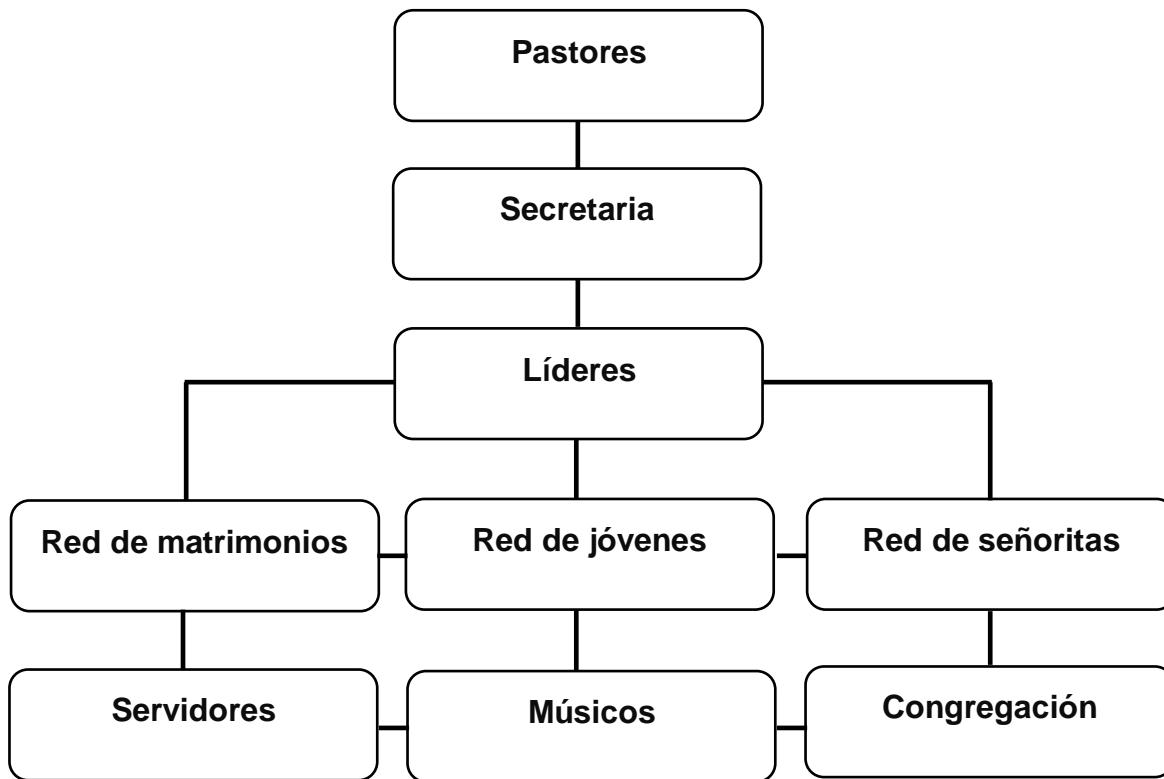 Pastores
Secretaria
Líderes
Red de matrimonios
Red de jóvenes
Red de señoritas
Servidores
Músicos
Congregación